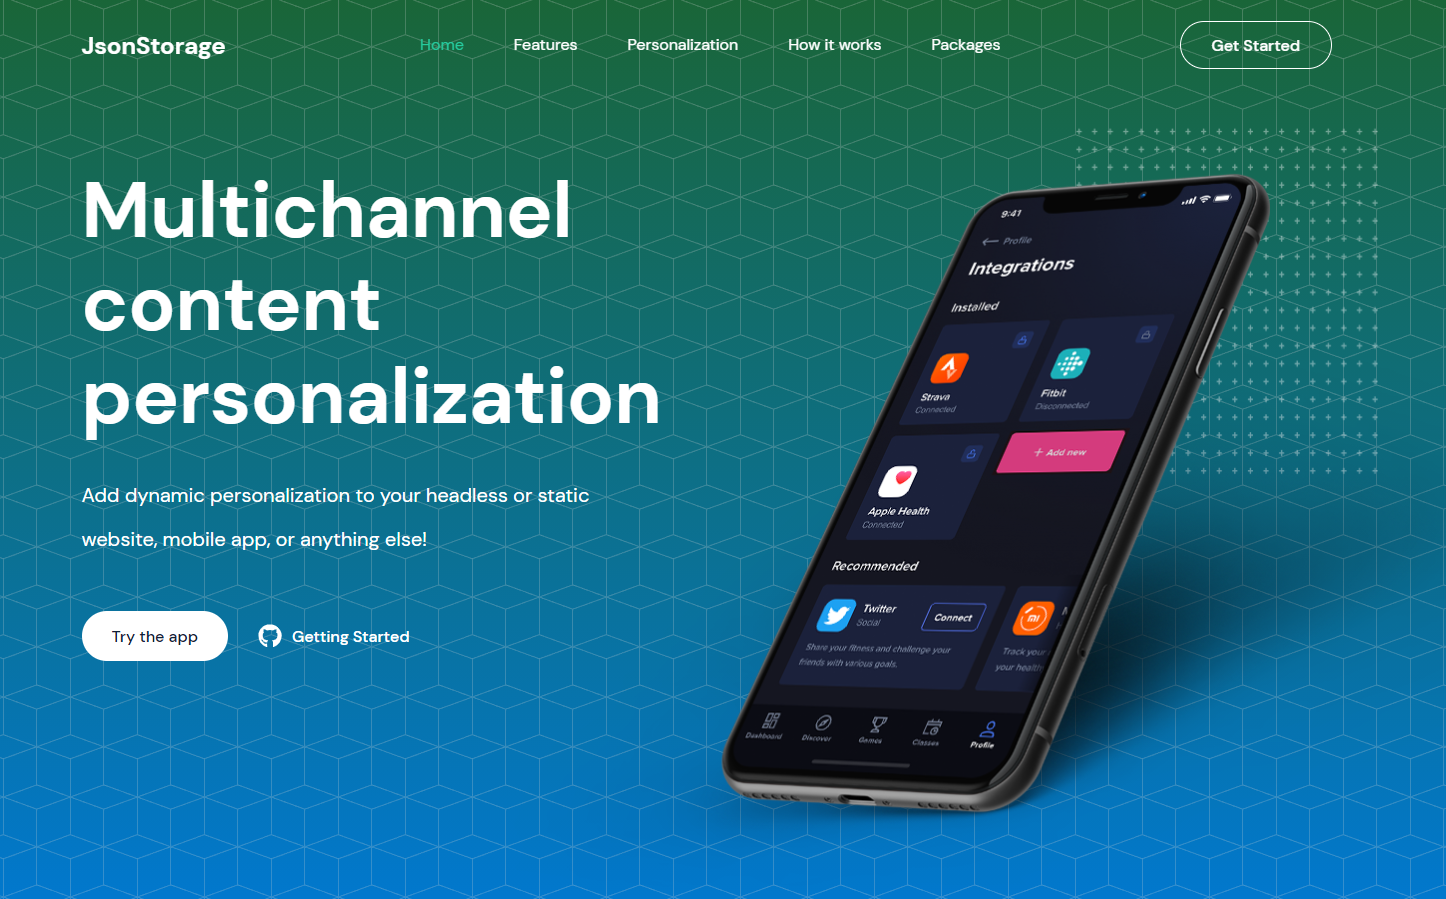 JsonStorage
Home
Features
Personalization
How it works
Packages
Get Started
Multichannel
content
personalization
Add dynamic personalization to your headless or static
website, mobile app, or anything else!
Try the app
Getting Started
9:41
Profile
Integrations
Installed
Strava
Connected
Fitbit
Disconnected
+ Add new
Apple Health
Connected
Recommended
Twitter
Social
Connect
Share your fitness and challenge your
friends with various goals.
Track your
your health
Dashboard
Discover
Games
Classes
Profile